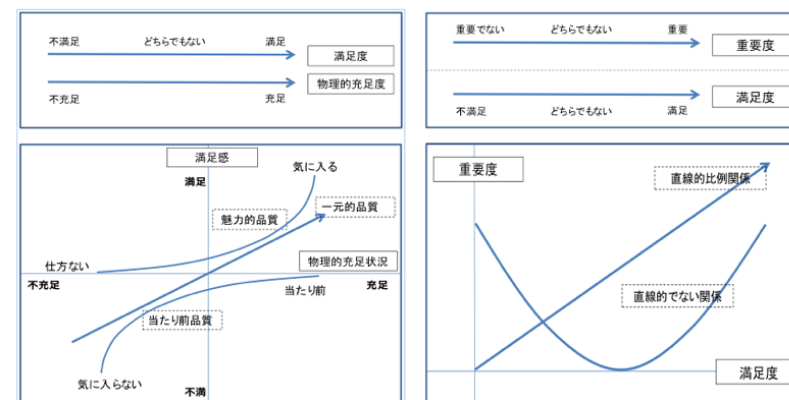 不満足 どちらでもない 満足
満足度
物理的充足度
不充足 充足
満足感
満足
気に入る
魅力的品質
一元的品質
仕方ない
物理的充足状況
不充足
充足
当たり前
当たり前品質
気に入らない
不満
重要でない どちらでもない 重要
重要度
満足度
不満足 どちらでもない 満足
重要度
直線的比例関係
直線的でない関係
満足度